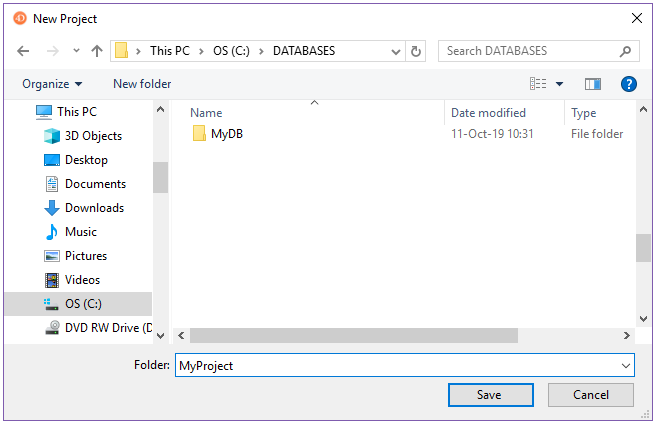 4D New Project
This PC OS (C:) DATABASES Search DATABASES
Organize New folder ?
This PC
3D Objects
Desktop
Documents
Downloads
Music
Pictures
Videos
OS (C:)
DVD RW Drive (D
Name Date modified Type
MyDB 11-Oct-19 10:31 File folder
Folder: MyProject
Save Cancel